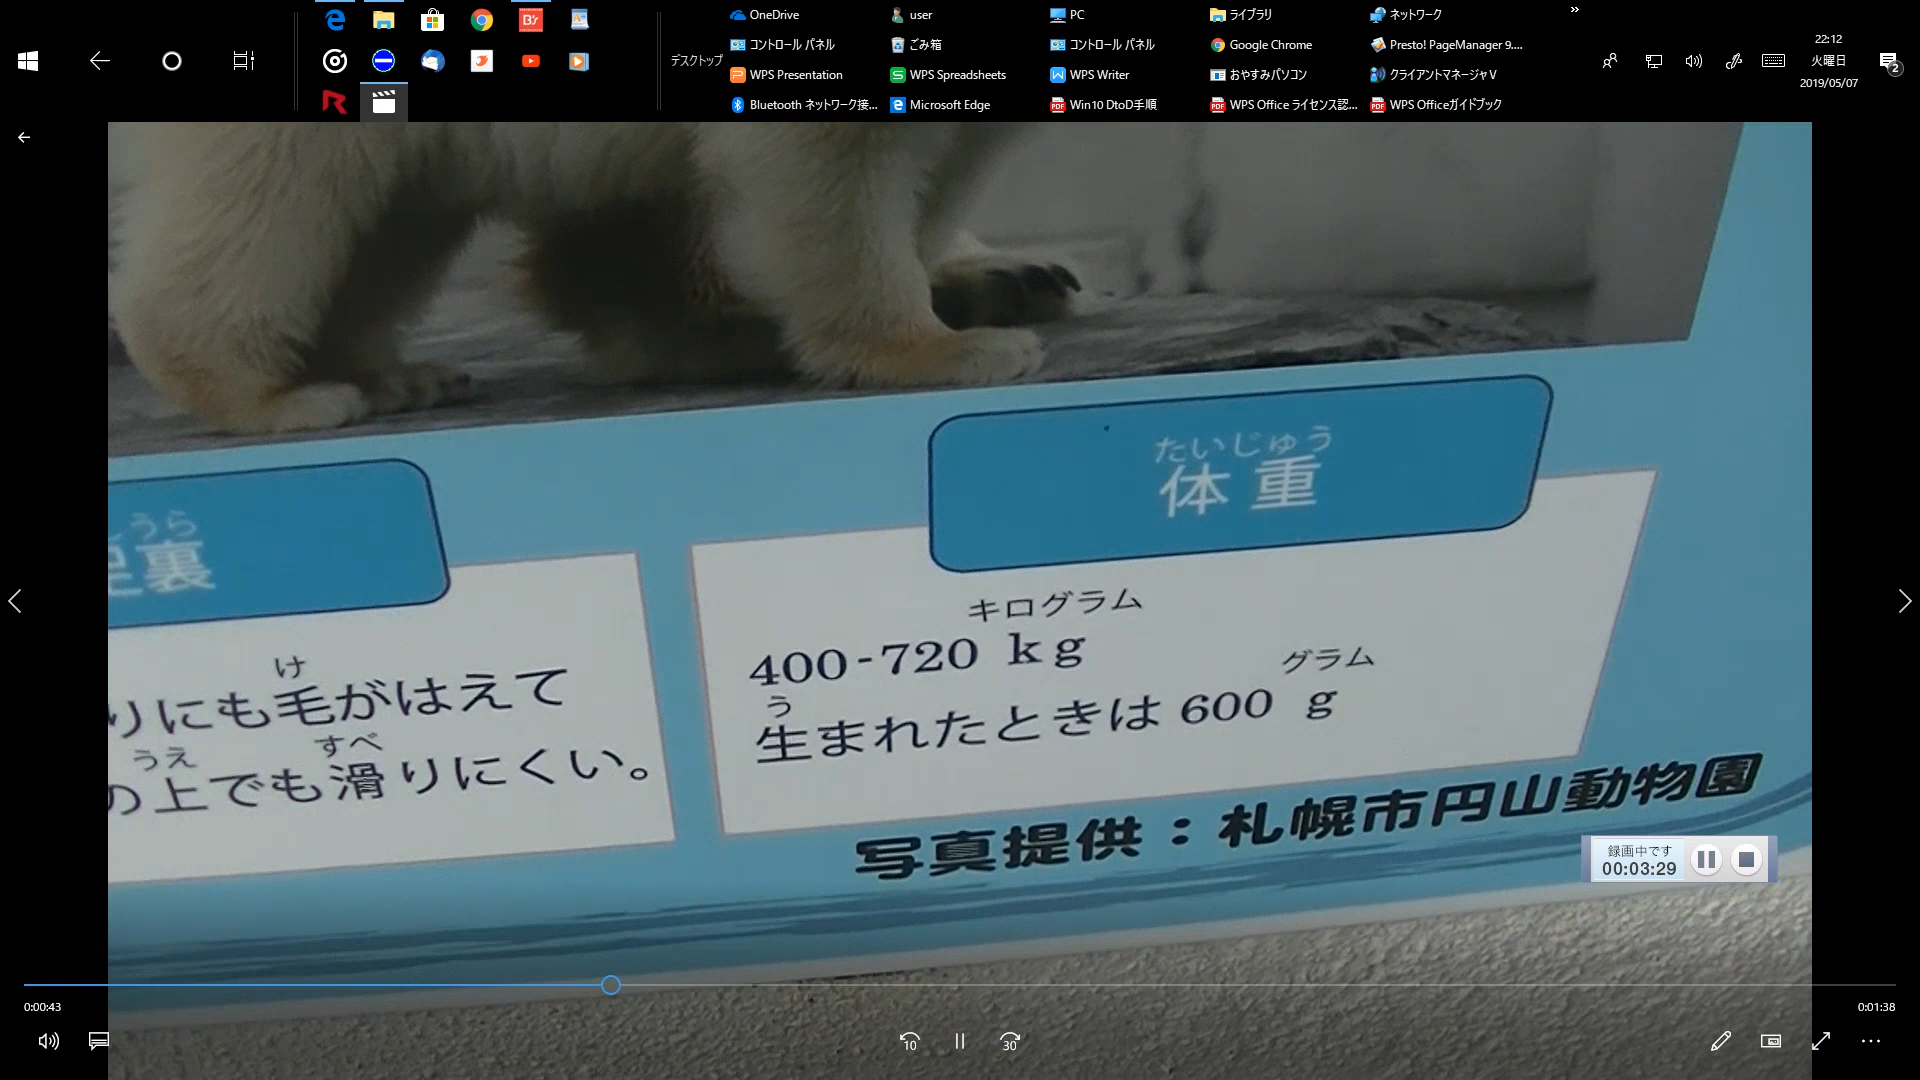 OneDrive
user
PC
ライブラリ
ネットワーク
»
コントロール パネル
ごみ箱
コントロール パネル
Google Chrome
Presto! PageManager 9....
デスクトップ
WPS Presentation
WPS Spreadsheets
WPS Writer
おやすみパソコン
クライアントマネージャV
Bluetooth ネットワーク接...
Microsoft Edge
Win10 DtoD手順
WPS Office ライセンス認...
WPS Officeガイドブック
22:12
火曜日
2019/05/07
2
うら
裏
りにも毛がはえて
け
うえ
すべ
の上でも滑りにくい。
たいじゅう
体重
キログラム
400-720 kg
グラム
う
生まれたときは 600 g
写真提供：札幌市円山動物園
録画中です
00:03:29
0:00:43
0:01:38
10
30